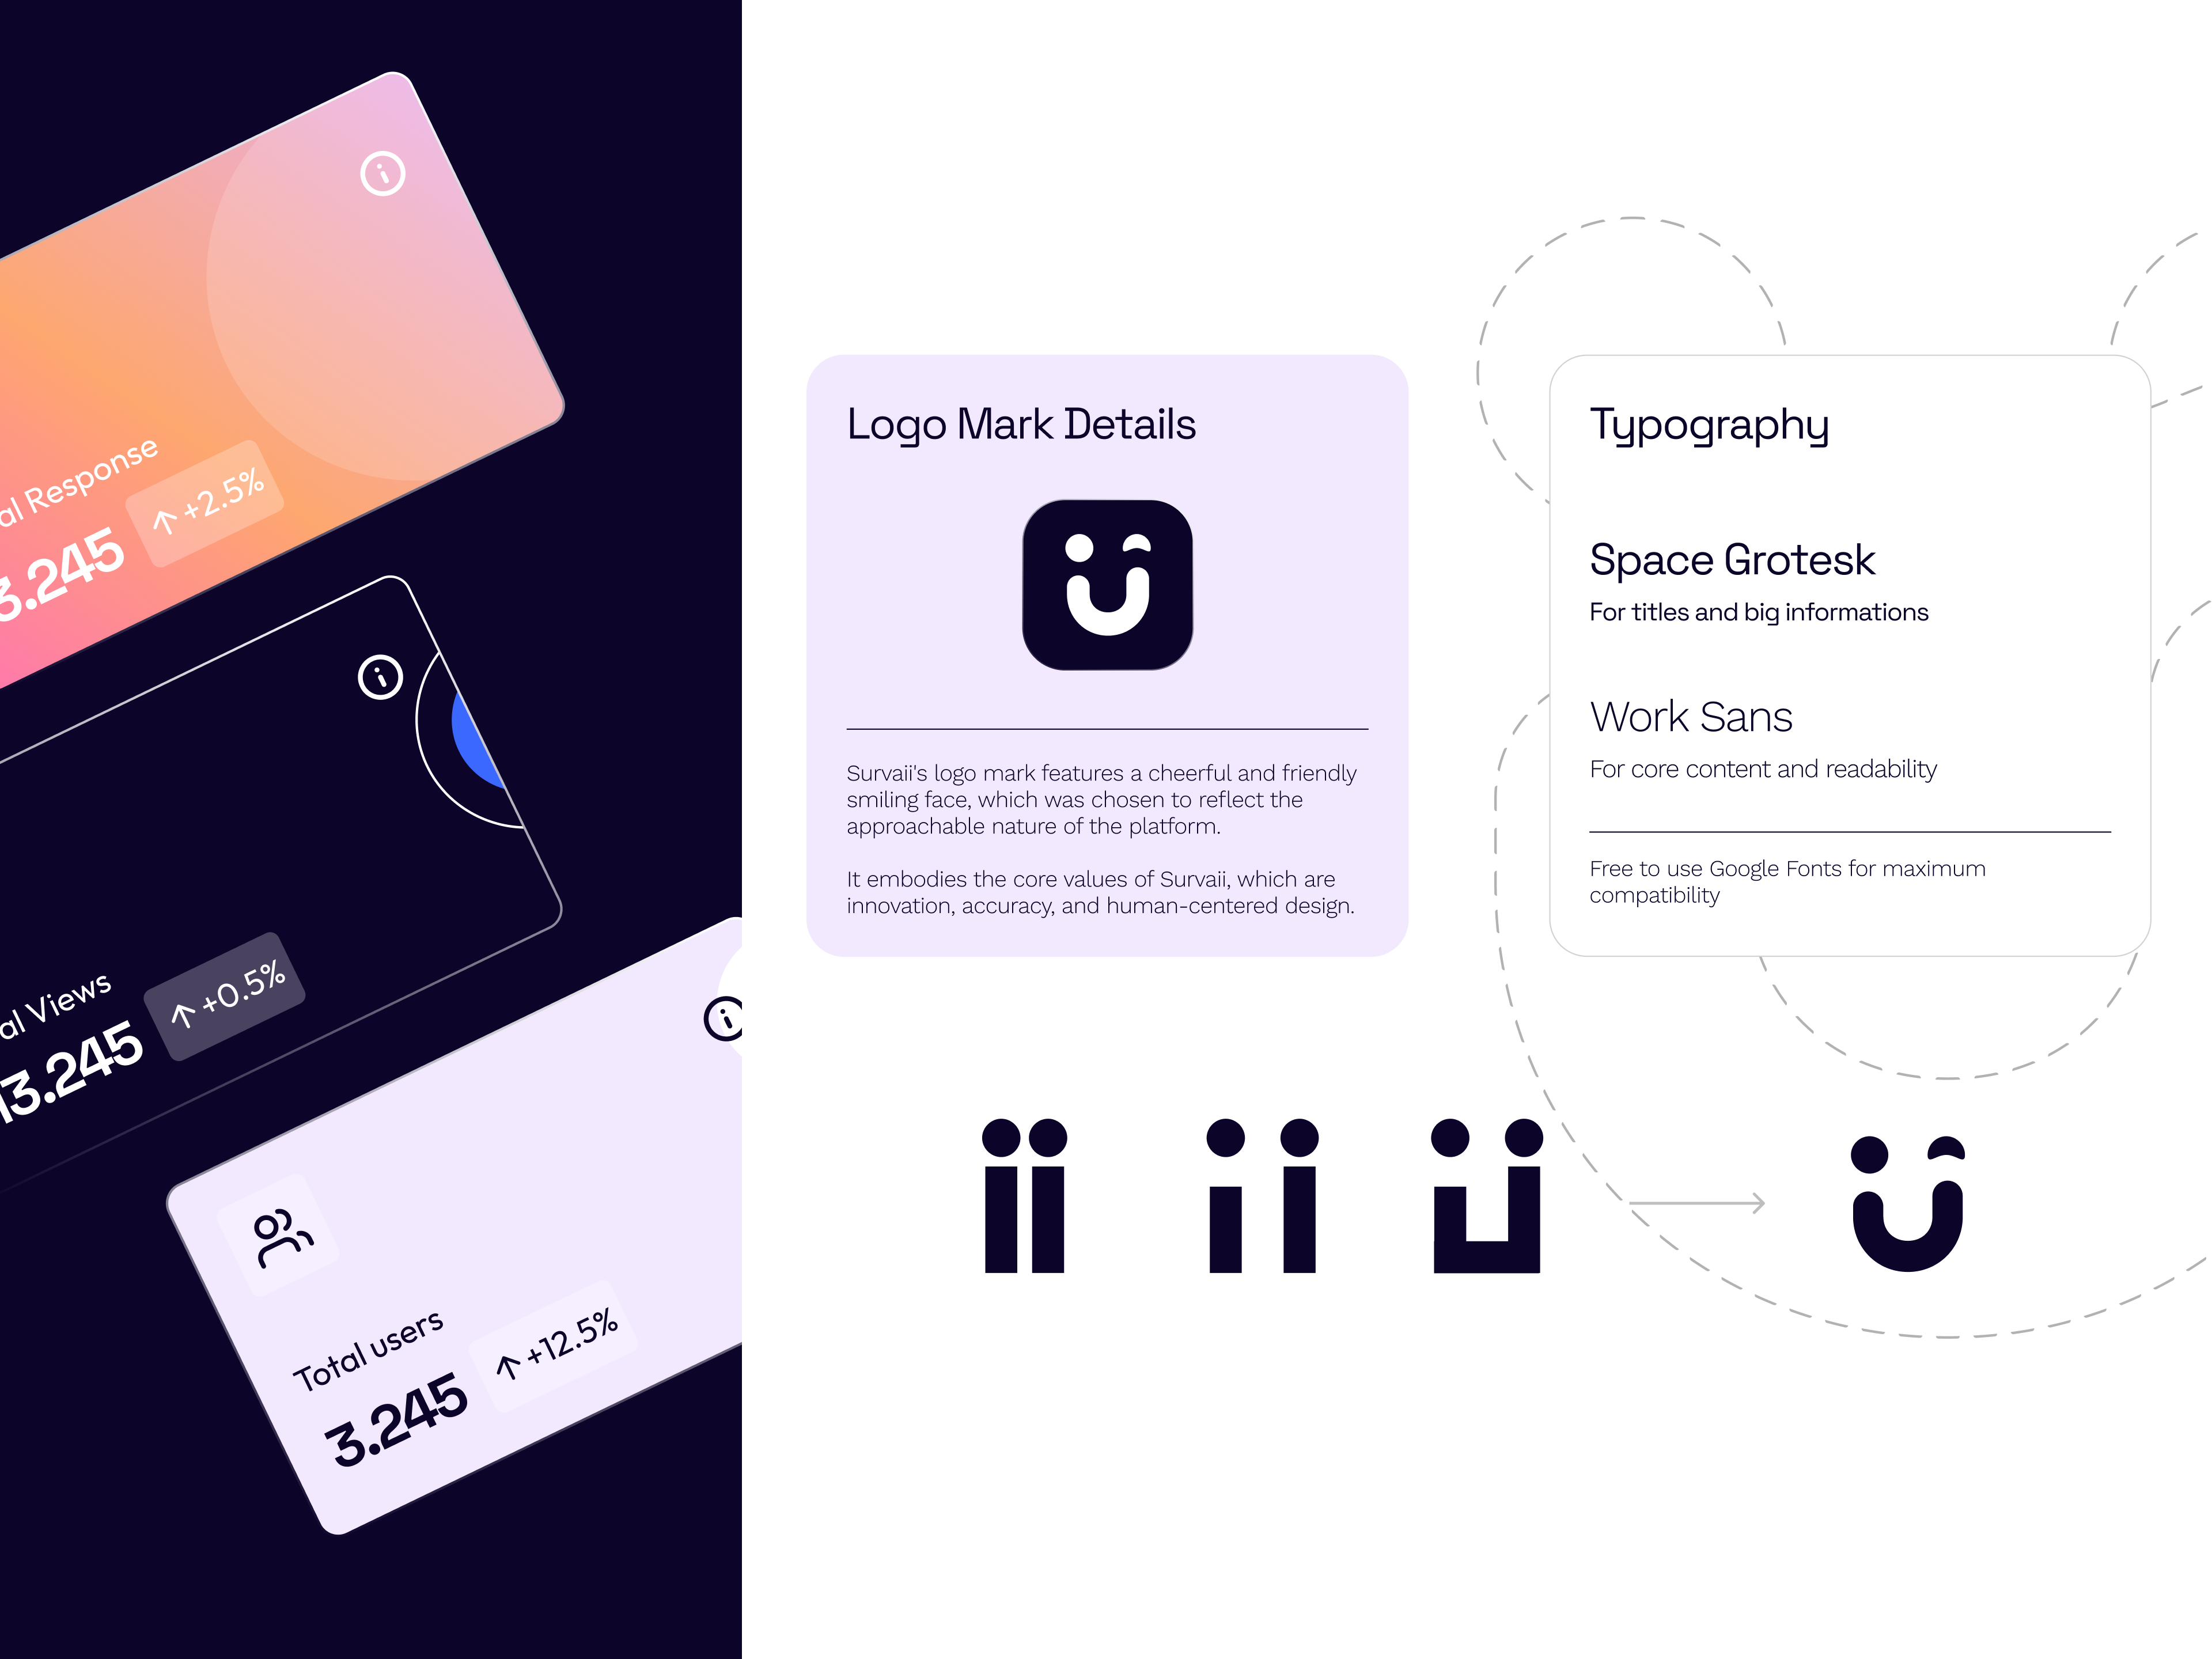 al Response
3.245
+2.5%
al Views
13.245
+0.5%
Total users
3.245
+12.5%
Logo Mark Details
Survaii's logo mark features a cheerful and friendly
smiling face, which was chosen to reflect the
approachable nature of the platform.
It embodies the core values of Survaii, which are
innovation, accuracy, and human-centered design.
Typography
Space Grotesk
For titles and big informations
Work Sans
For core content and readability
Free to use Google Fonts for maximum
compatibility
ii